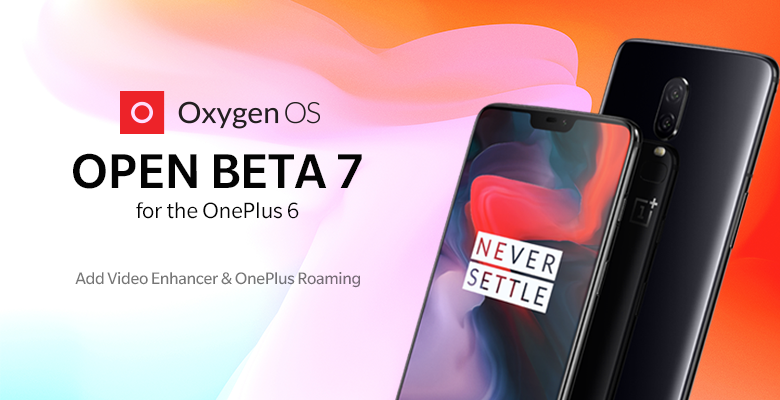 Oxygen OS
OPEN BETA 7
for the OnePlus 6
Add Video Enhancer & OnePlus Roaming
NEVER
SETTLE